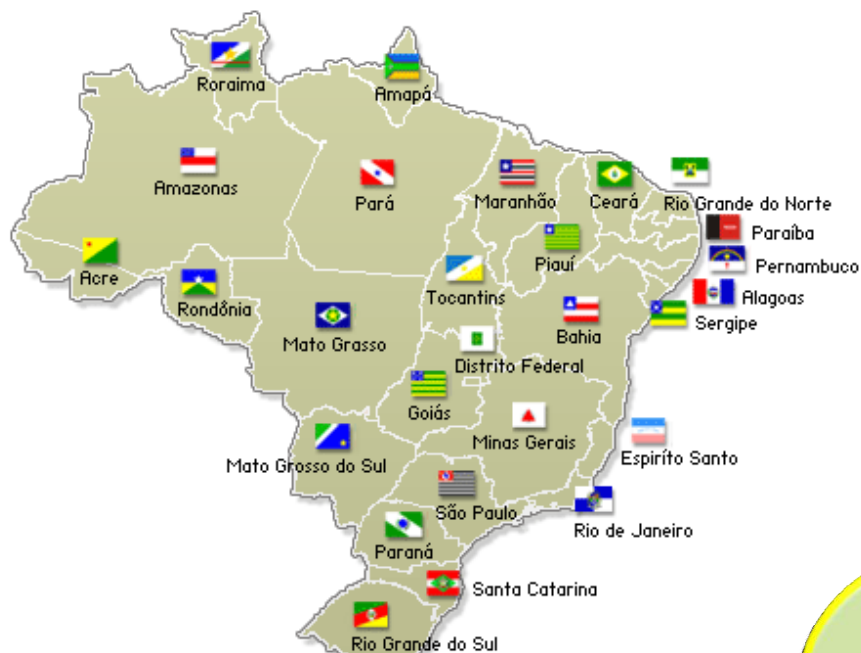 Roraima
Amapá
Amazonas
Pará
Maranhão
Ceará
Rio Grande do Norte
Paraíba
Piauí
Pernambuco
Acre
Rondônia
Tocantins
Alagoas
Mato Grasso
Bahia
Sergipe
Distrito Federal
Goiás
Minas Gerais
Espiríto Santo
Mato Grosso do Sul
São Paulo
Rio de Janeiro
Paraná
Santa Catarina
Rio Grande do Sul